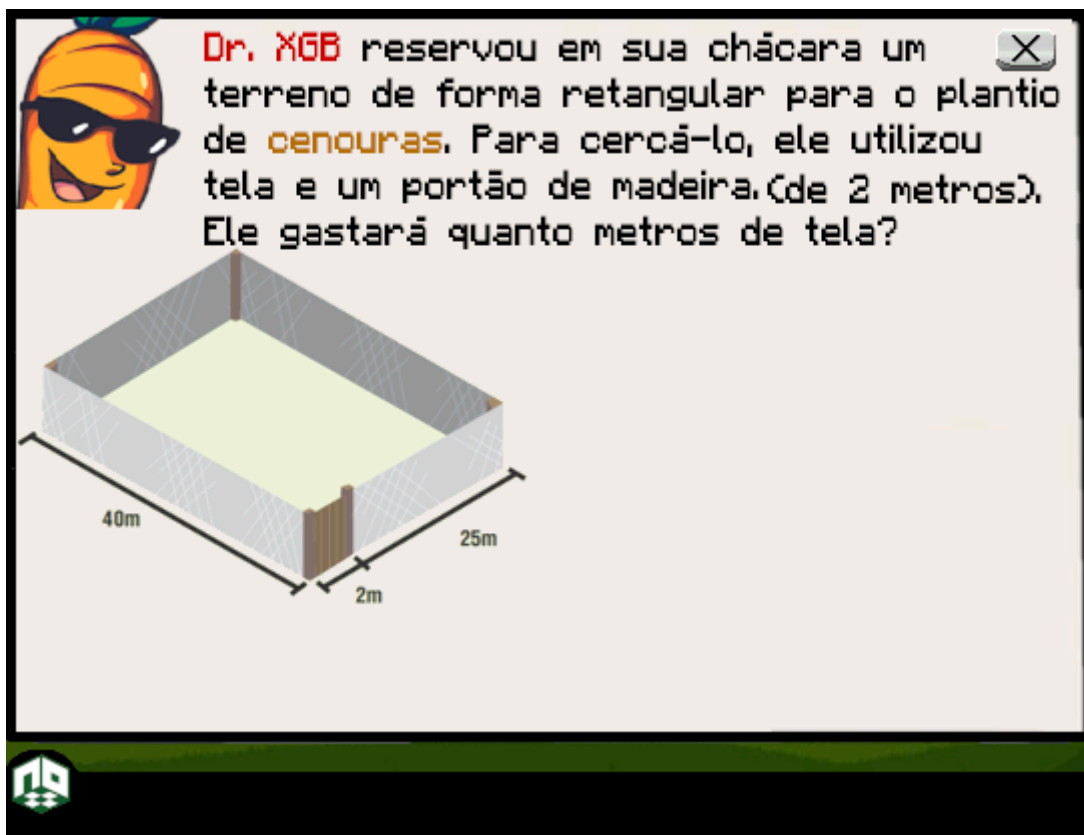 Dr. XGB reservou em sua chácara um
X
terreno de forma retangular para o plantio
de cenouras. Para cercá-lo, ele utilizou
tela e um portão de madeira.(de 2 metros).
Ele gastará quanto metros de tela?
40m
25m
2m